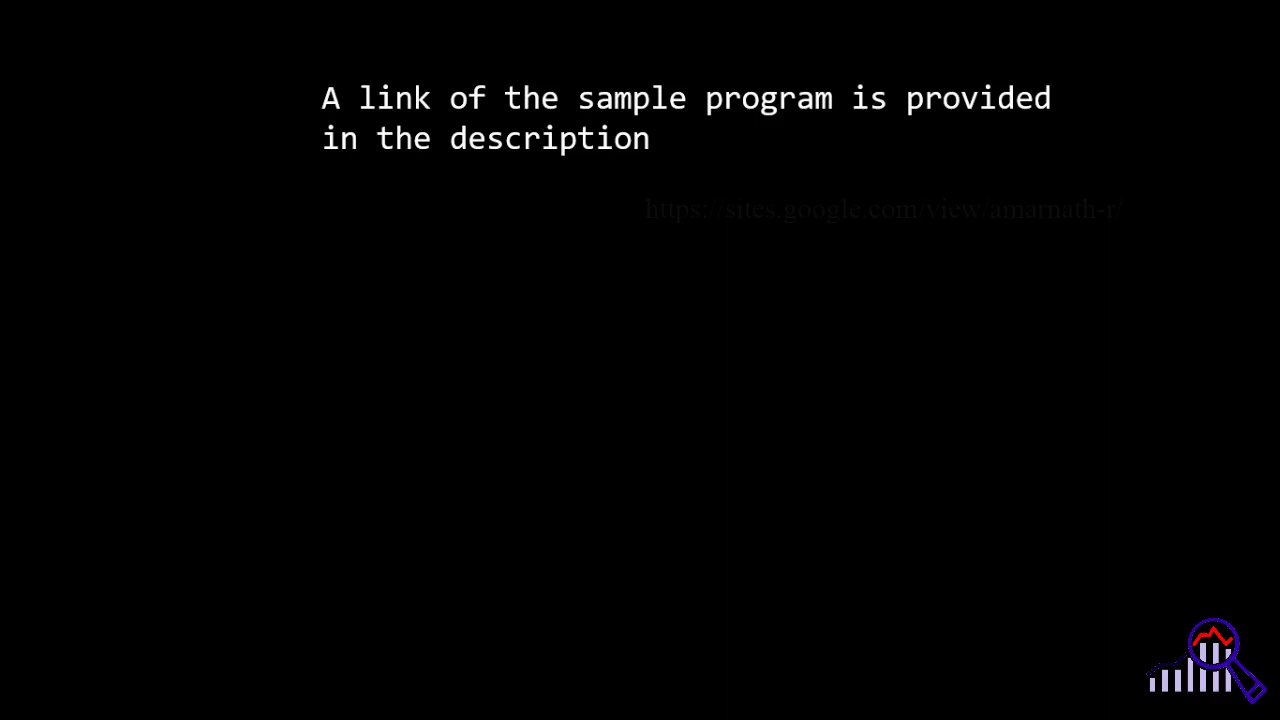 A link of the sample program is provided
in the description
https://sites.google.com/view/amarnath-r/